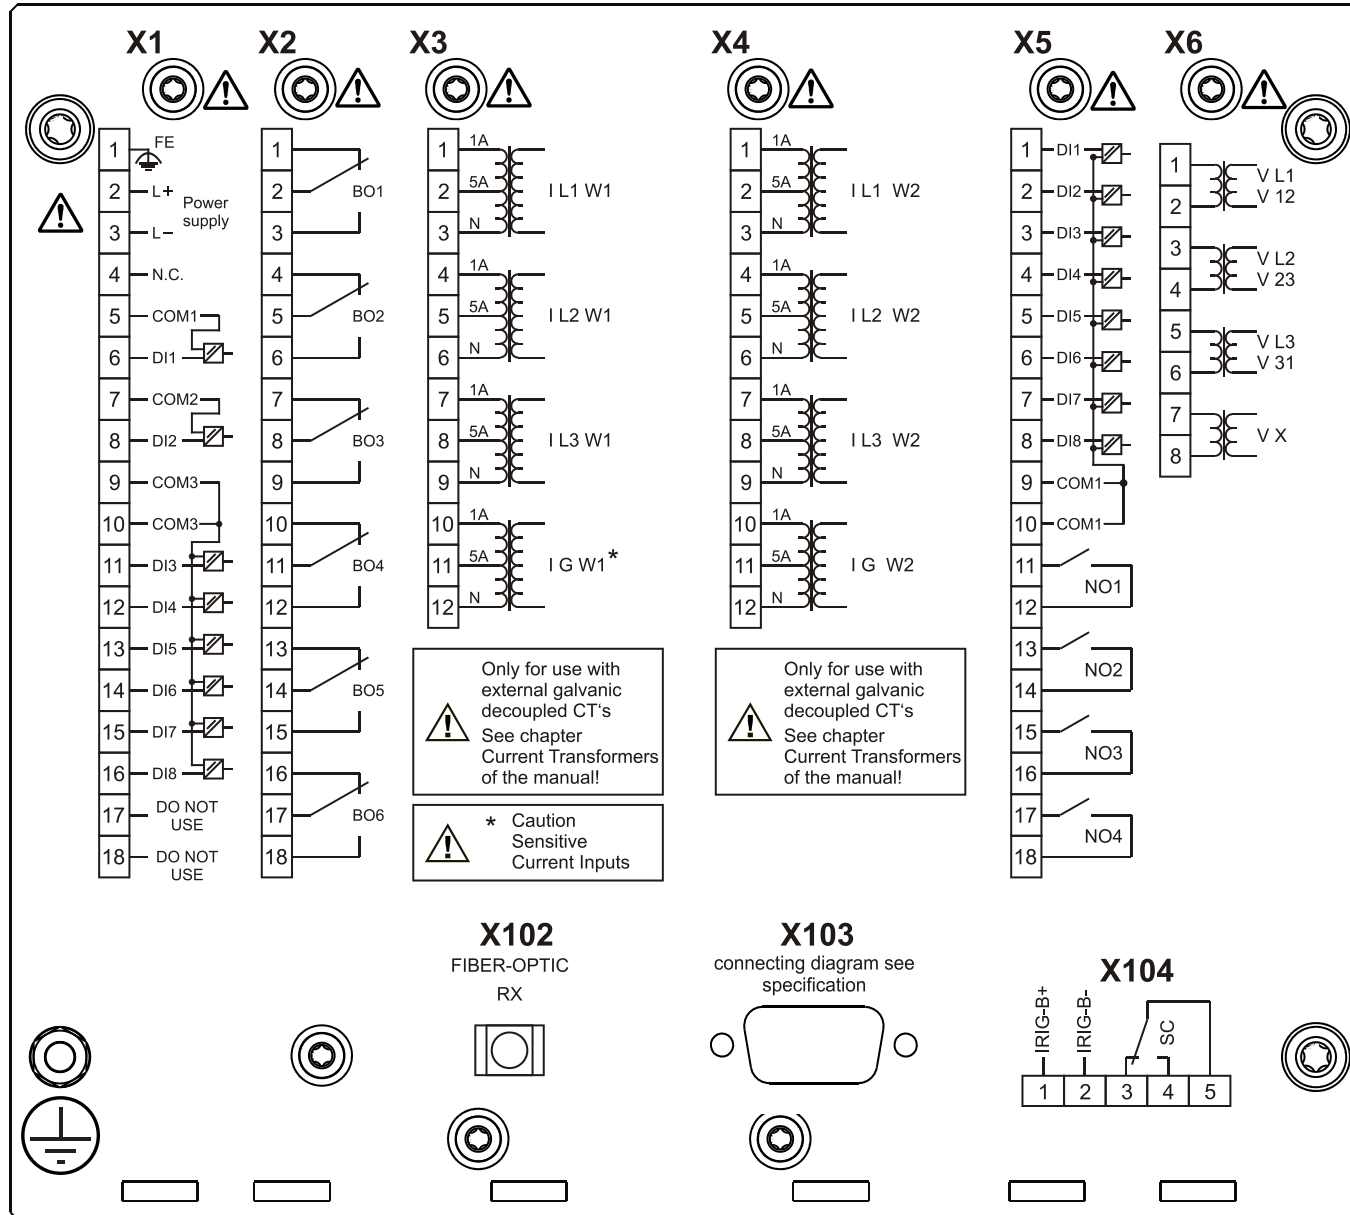 X1
1
FE
2
L+
Power
supply
3
L–
4
N.C.
5
COM1
6
DI1
7
COM2
8
DI2
9
COM3
10
COM3
11
DI3
12
DI4
13
DI5
14
DI6
15
DI7
16
DI8
17
DO NOT
USE
18
DO NOT
USE
X2
1
2
BO1
3
4
5
BO2
6
7
8
BO3
9
10
11
BO4
12
13
14
BO5
15
16
17
BO6
18
X3
1
1A
2
5A
I L1 W1
3
N
4
1A
5
5A
I L2 W1
6
N
7
1A
8
5A
I L3 W1
9
N
10
1A
11
5A
I G W1*
12
N
Only for use with
external galvanic
decoupled CT‘s
See chapter
Current Transformers
of the manual!
* Caution
Sensitive
Current Inputs
X4
1
1A
2
5A
I L1 W2
3
N
4
1A
5
5A
I L2 W2
6
N
7
1A
8
5A
I L3 W2
9
N
10
1A
11
5A
I G W2
12
N
Only for use with
external galvanic
decoupled CT‘s
See chapter
Current Transformers
of the manual!
X5
1
DI1
2
DI2
3
DI3
4
DI4
5
DI5
6
DI6
7
DI7
8
DI8
9
COM1
10
COM1
11
NO1
12
13
NO2
14
15
NO3
16
17
NO4
18
X6
1
V L1
V 12
2
3
V L2
V 23
4
5
V L3
V 31
6
7
V X
8
X102
FIBER-OPTIC
RX
X103
connecting diagram see
specification
X104
IRIG-B+
IRIG-B-
SC
1 2 3 4 5